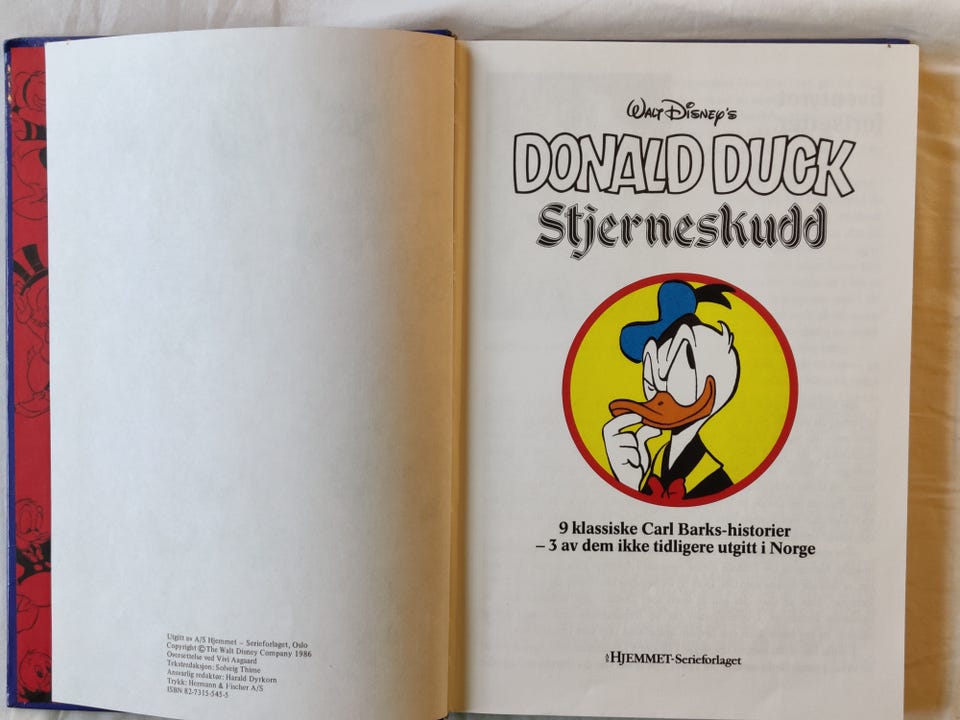 Utgitt av A/S Hjemmet – Serieforlaget, Oslo
Copyright © The Walt Disney Company 1986
Oversettelse ved Vivi Aagaard
Tekstredaksjon: Solveig Thime
Ansvarlig redaktør: Harald Dyrkorn
Trykk: Hermann & Fischer A/S
ISBN 82-7315-545-5
WALT DISNEY'S
DONALD DUCK
Stjerneskudd
9 klassiske Carl Barks-historier
– 3 av dem ikke tidligere utgitt i Norge
A/S HJEMMET-Serieforlaget